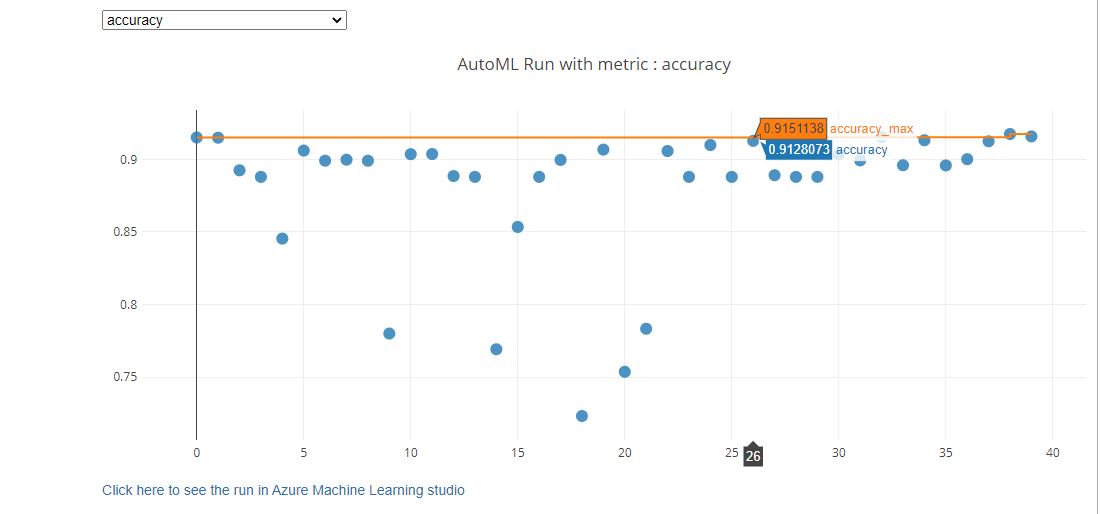 accuracy
AutoML Run with metric : accuracy
0.9151138 accuracy_max
0.9128073 accuracy
0.9
0.85
0.8
0.75
0 5 10 15 20 25 26 30 35 40
Click here to see the run in Azure Machine Learning studio